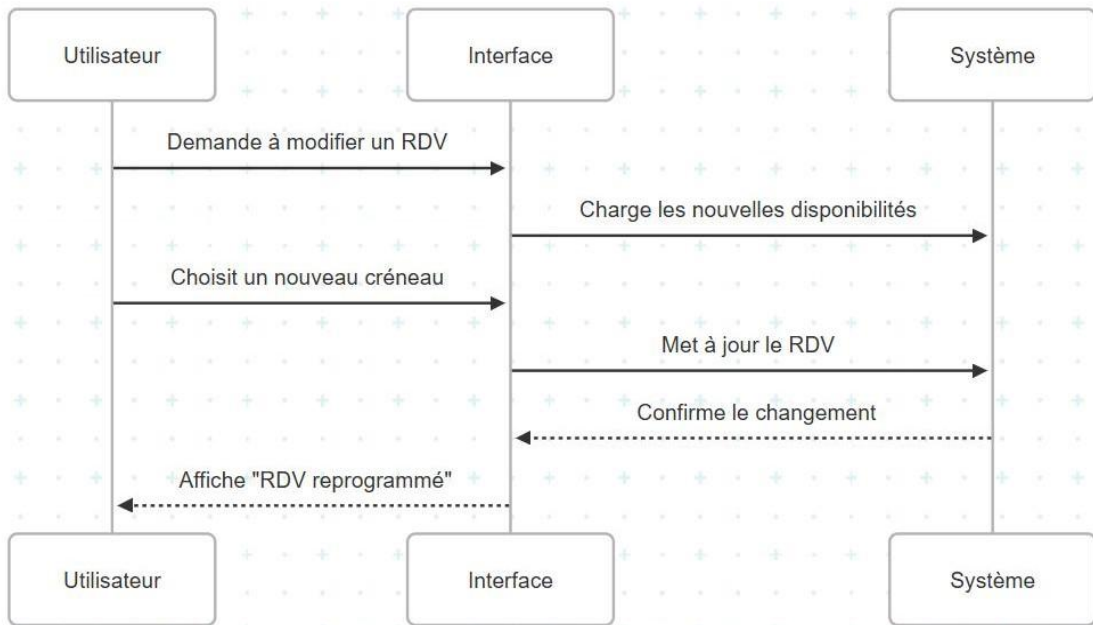 Utilisateur
Interface
Système
Demande à modifier un RDV
Charge les nouvelles disponibilités
Choisit un nouveau créneau
Met à jour le RDV
Confirme le changement
Affiche "RDV reprogrammé"
Utilisateur
Interface
Système